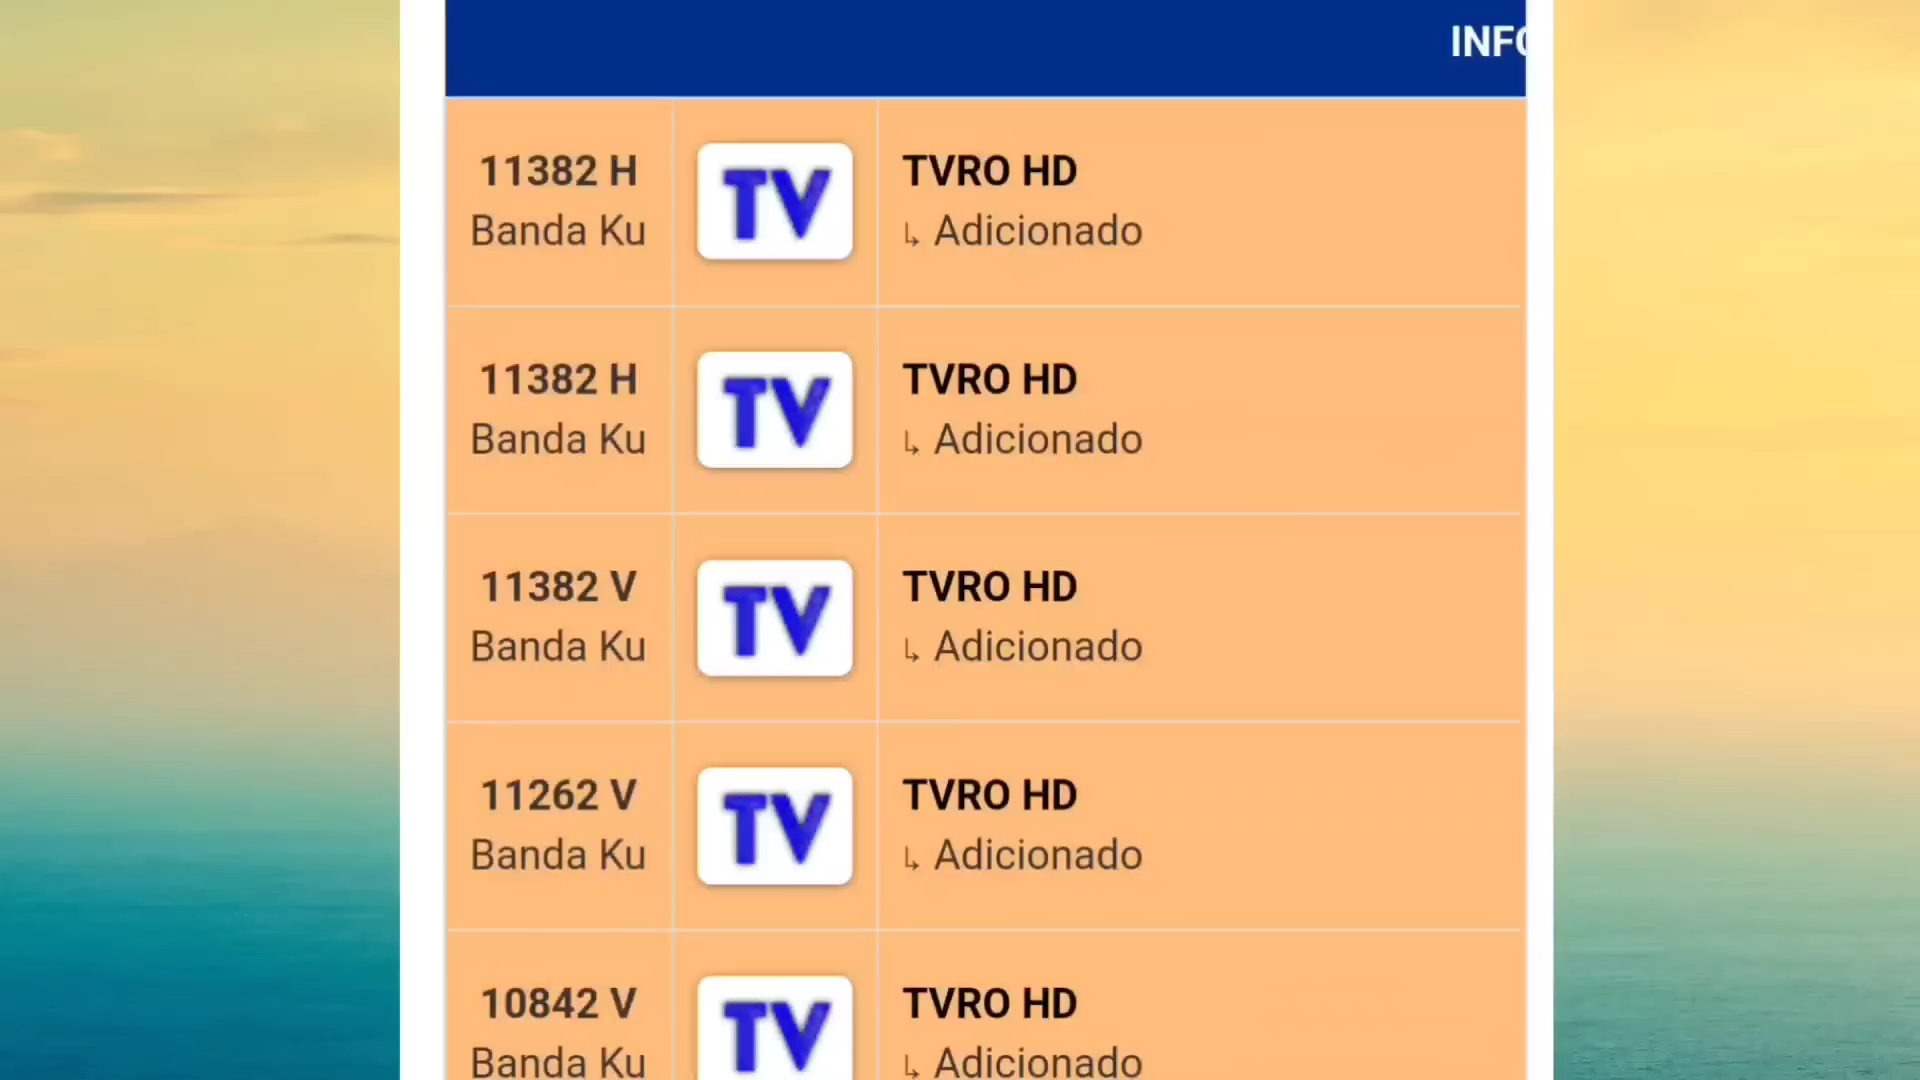 INFO
11382 H
Banda Ku
TV
TVRO HD
↳ Adicionado
11382 H
Banda Ku
TV
TVRO HD
↳ Adicionado
11382 V
Banda Ku
TV
TVRO HD
↳ Adicionado
11262 V
Banda Ku
TV
TVRO HD
↳ Adicionado
10842 V
Banda Ku
TV
TVRO HD
↳ Adicionado